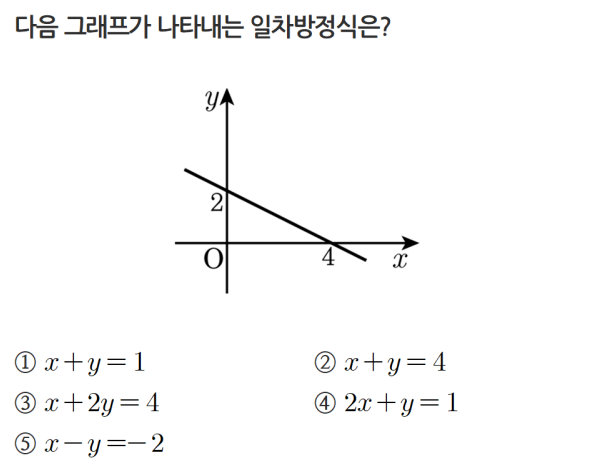 다음 그래프가 나타내는 일차방정식은?
y
2
O
4
x
① x+y=1
② x+y=4
③ x+2y=4
④ 2x+y=1
⑤ x-y=-2